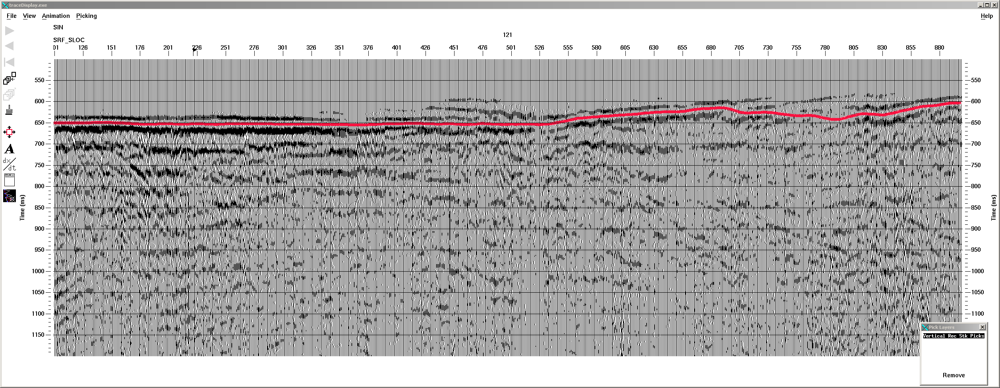 traceDisplay.exe
File View Animation Picking Help
SIN
121
SRF_SLOC
01 126 151 176 201 226 251 276 301 326 351 376 401 426 451 476 501 526 555 580 605 630 655 680 705 730 755 780 805 830 855 880
550 550
600 600
650 650
700 700
750 750
800 800
850 850
900 900
950 950
1000 1000
1050 1050
1100 1100
1150
Time (ms)
Time (ms)
A
dx/dt
max
Pick Layers
Vertical Rec Stk Picks
Remove